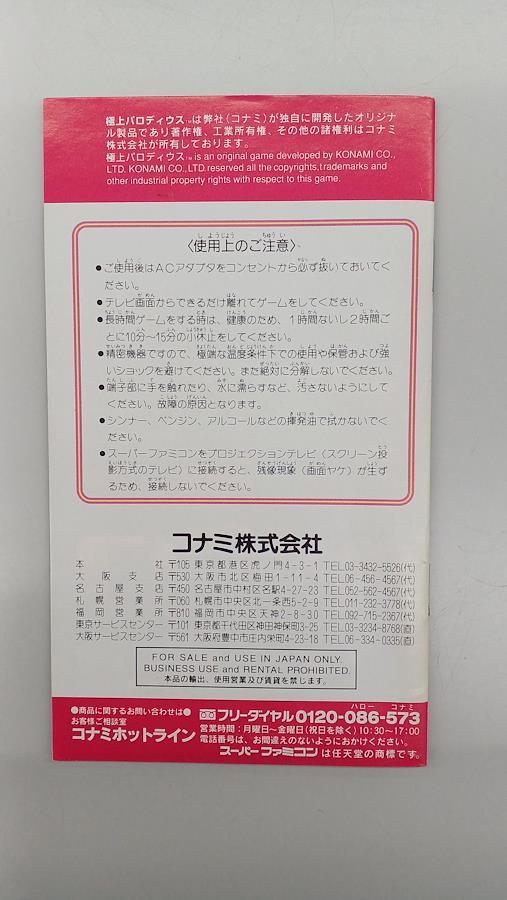 極上パロディウス™は弊社(コナミ)が独自に開発したオリジナ
ル製品であり著作権、工業所有権、その他の諸権利はコナミ
株式会社が所有しております。
極上パロディウス™ is an original game developed by KONAMI CO.,
LTD. KONAMI CO., LTD. reserved all the copyrights, trademarks and
other industrial property rights with respect to this game.
〈使用上のご注意〉
●ご使用後はACアダプタをコンセントから必ず抜いておいてく
ださい。
●テレビ画面からできるだけ離れてゲームをしてください。
●長時間ゲームをする時は、健康のため、1時間ないし2時間ご
とに10分〜15分の小休止をしてください。
●精密機器ですので、極端な温度条件下での使用や保管および強
いショックを避けてください。また絶対に分解しないでください。
●端子部に手を触れたり、水に濡らすなど、汚さないようにして
ください。故障の原因となります。
●シンナー、ベンジン、アルコールなどの揮発油で拭かないでく
ださい。
●スーパーファミコンをプロジェクションテレビ(スクリーン投
影方式のテレビ)に接続すると、残像現象(画面ヤケ)が生ず
るため、接続しないでください。
コナミ株式会社
本社 〒105 東京都港区虎ノ門4-3-1 TEL.03-3432-5526(代)
大阪支店 〒530 大阪市北区梅田1-11-4 TEL.06-456-4567(代)
名古屋支店 〒450 名古屋市中村区名駅4-27-23 TEL.052-562-4567(代)
札幌営業所 〒060 札幌市中央区北一条西5-2-9 TEL.011-232-3778(代)
福岡営業所 〒810 福岡市中央区天神2-8-30 TEL.092-715-2367(代)
東京サービスセンター 〒101 東京都千代田区神田神保町3-25 TEL.03-3234-8768(直)
大阪サービスセンター 〒561 大阪府豊中市庄内栄町4-23-18 TEL.06-334-0335(直)
FOR SALE and USE IN JAPAN ONLY.
BUSINESS USE and RENTAL PROHIBITED.
本品の輸出、使用営業及び賃貸を禁じます。
●商品に関するお問い合わせは●
お客様ご相談室
コナミホットライン
ハロー コナミ
フリーダイヤル0120-086-573
営業時間:月曜日〜金曜日(祝日を除く)10:30〜17:00
電話番号は、お間違えのないようにおかけください。
スーパーファミコンは任天堂の商標です。